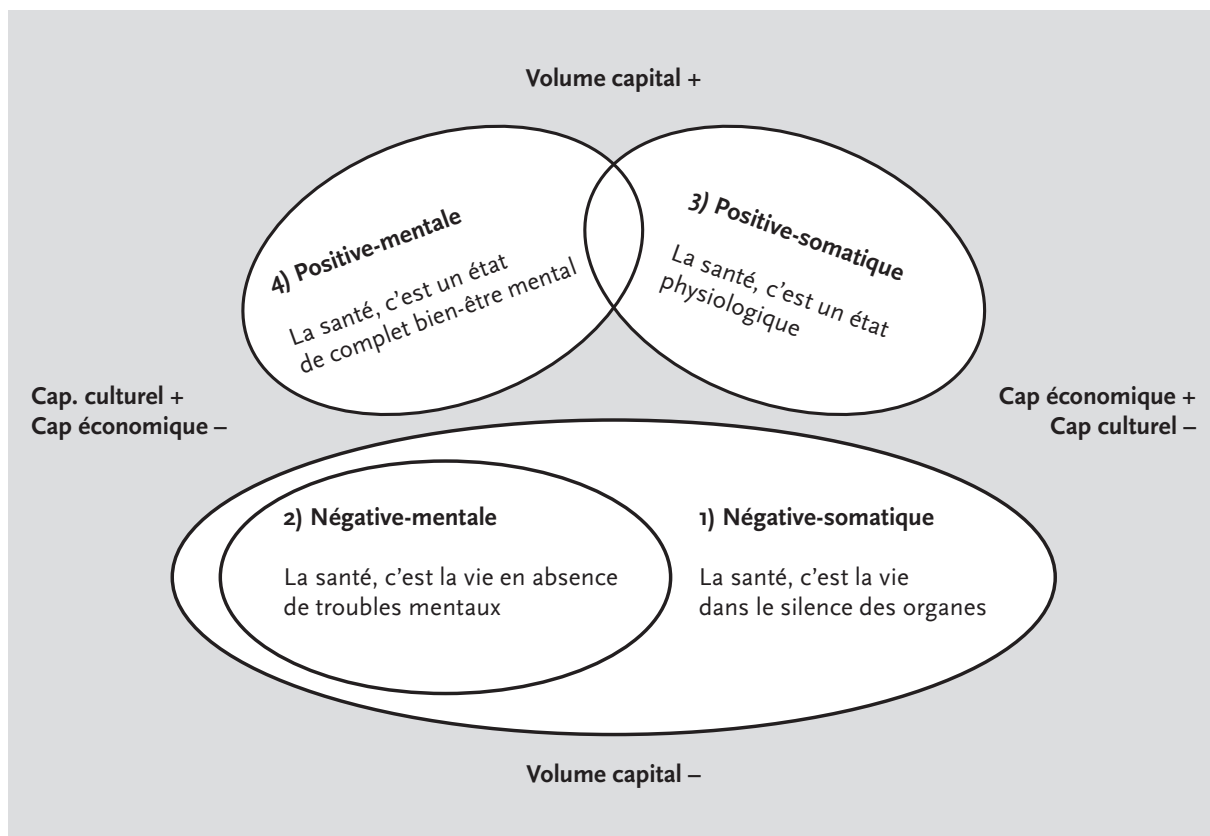 Volume capital +
4) Positive-mentale
La santé, c'est un état
de complet bien-être mental
3) Positive-somatique
La santé, c'est un état
physiologique
Cap. culturel +
Cap économique –
Cap économique +
Cap culturel –
2) Négative-mentale
La santé, c'est la vie en absence
de troubles mentaux
1) Négative-somatique
La santé, c'est la vie
dans le silence des organes
Volume capital –